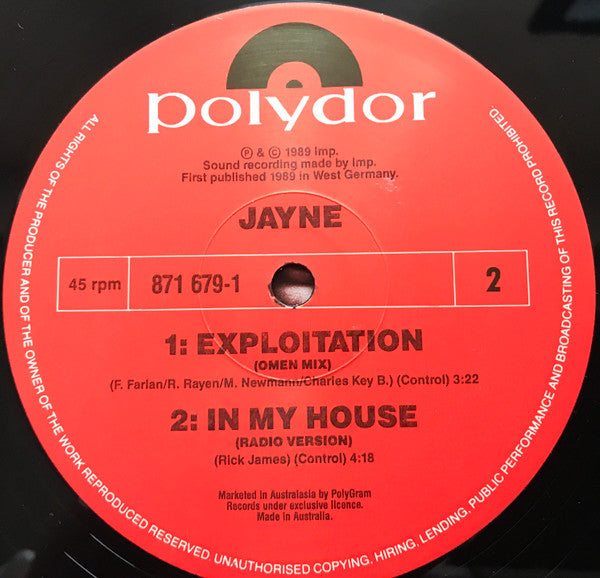 polydor
Ⓟ & © 1989 Imp.
Sound recording made by Imp.
First published 1989 in West Germany.
JAYNE
45 rpm 871 679-1 2
1: EXPLOITATION
(OMEN MIX)
(F. Farian/R. Rayen/M. Newmann/Charles Key B.) (Control) 3:22
2: IN MY HOUSE
(RADIO VERSION)
(Rick James) (Control) 4:18
Marketed in Australasia by PolyGram
Records under exclusive licence.
Made in Australia.
ALL RIGHTS OF THE PRODUCER AND OF THE OWNER OF THE WORK REPRODUCED RESERVED. UNAUTHORISED COPYING, HIRING, LENDING, PUBLIC PERFORMANCE AND BROADCASTING OF THIS RECORD PROHIBITED.